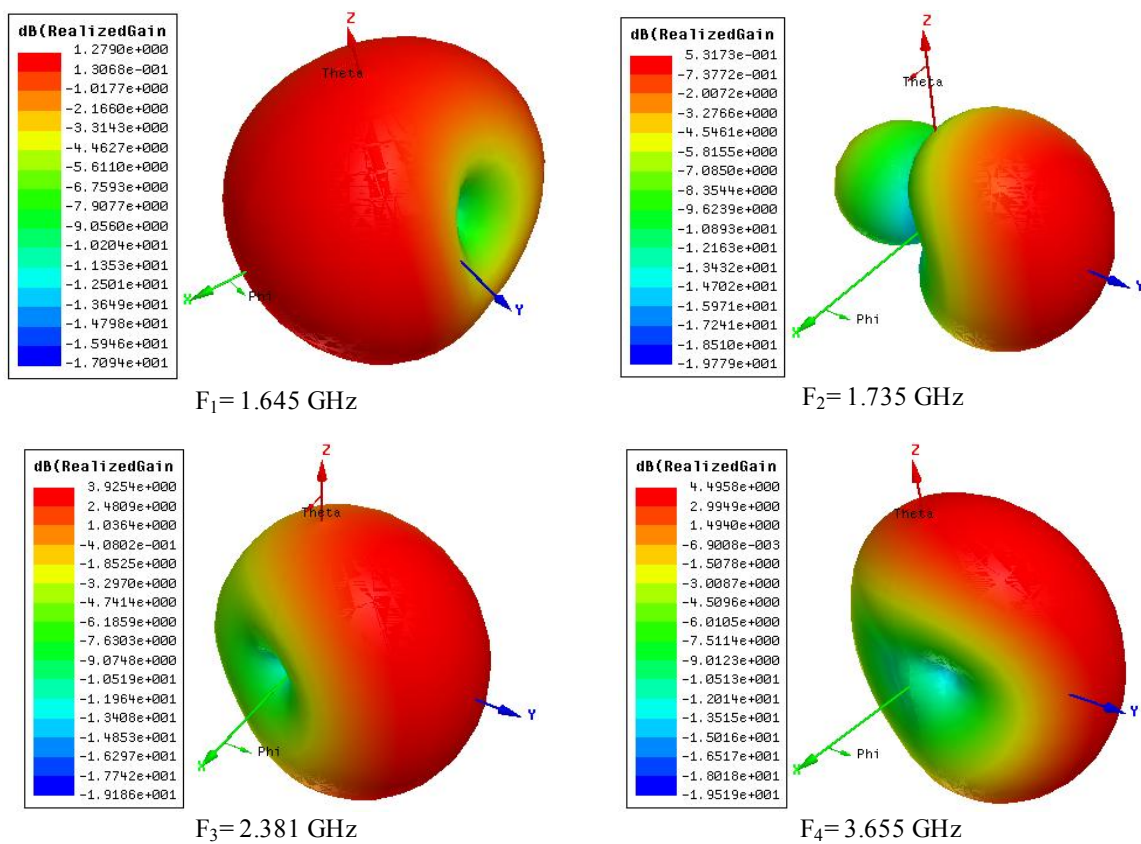 dB(RealizedGain
1.2790e+000
1.3068e-001
-1.0177e+000
-2.1660e+000
-3.3143e+000
-4.4627e+000
-5.6110e+000
-6.7593e+000
-7.9077e+000
-9.0560e+000
-1.0204e+001
-1.1353e+001
-1.2501e+001
-1.3649e+001
-1.4798e+001
-1.5946e+001
-1.7094e+001
Z
Theta
X
Phi
Y
F1= 1.645 GHz
dB(RealizedGain
5.3173e-001
-7.3772e-001
-2.0072e+000
-3.2766e+000
-4.5461e+000
-5.8155e+000
-7.0850e+000
-8.3544e+000
-9.6239e+000
-1.0893e+001
-1.2163e+001
-1.3432e+001
-1.4702e+001
-1.5971e+001
-1.7241e+001
-1.8510e+001
-1.9779e+001
Z
Theta
X
Phi
Y
F2= 1.735 GHz
dB(RealizedGain
3.9254e+000
2.4809e+000
1.0364e+000
-4.0802e-001
-1.8525e+000
-3.2970e+000
-4.7414e+000
-6.1859e+000
-7.6303e+000
-9.0748e+000
-1.0519e+001
-1.1964e+001
-1.3408e+001
-1.4853e+001
-1.6297e+001
-1.7742e+001
-1.9186e+001
Z
Theta
X
Phi
Y
F3= 2.381 GHz
dB(RealizedGain
4.4958e+000
2.9949e+000
1.4940e+000
-6.9008e-003
-1.5078e+000
-3.0087e+000
-4.5096e+000
-6.0105e+000
-7.5114e+000
-9.0123e+000
-1.0513e+001
-1.2014e+001
-1.3515e+001
-1.5016e+001
-1.6517e+001
-1.8018e+001
-1.9519e+001
Z
Theta
X
Phi
Y
F4= 3.655 GHz